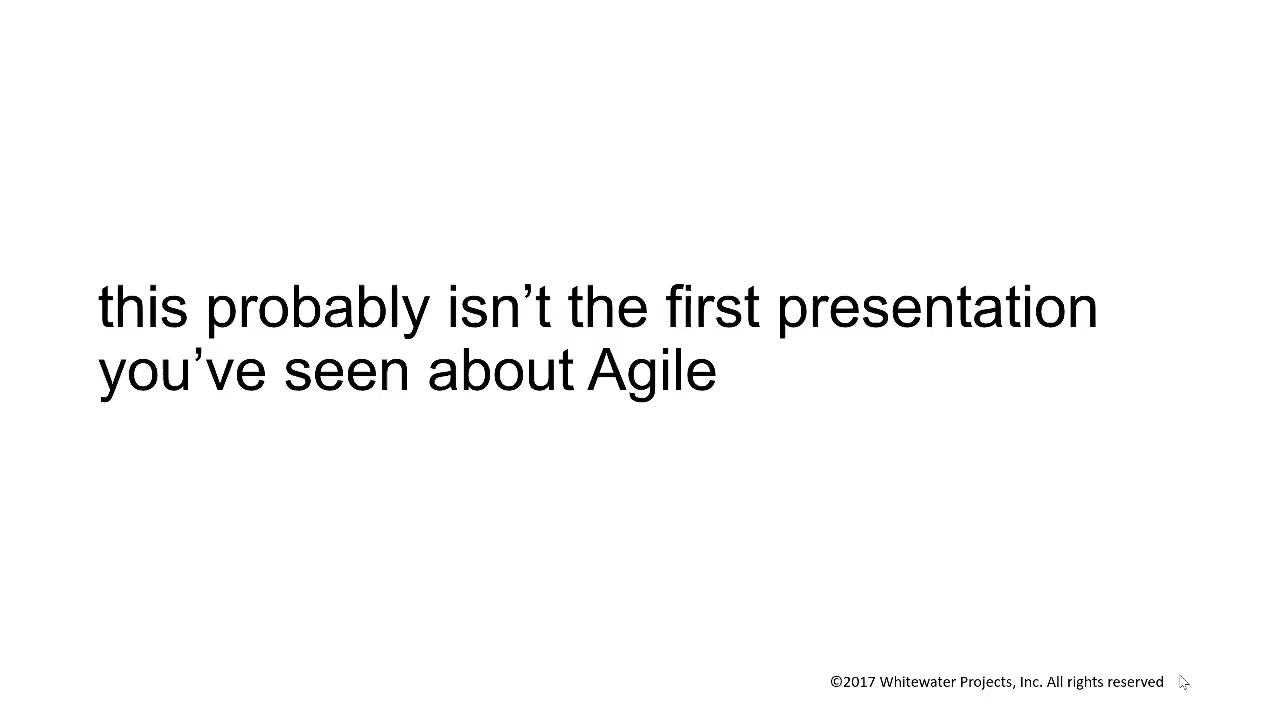 this probably isn’t the first presentation
you’ve seen about Agile
©2017 Whitewater Projects, Inc. All rights reserved